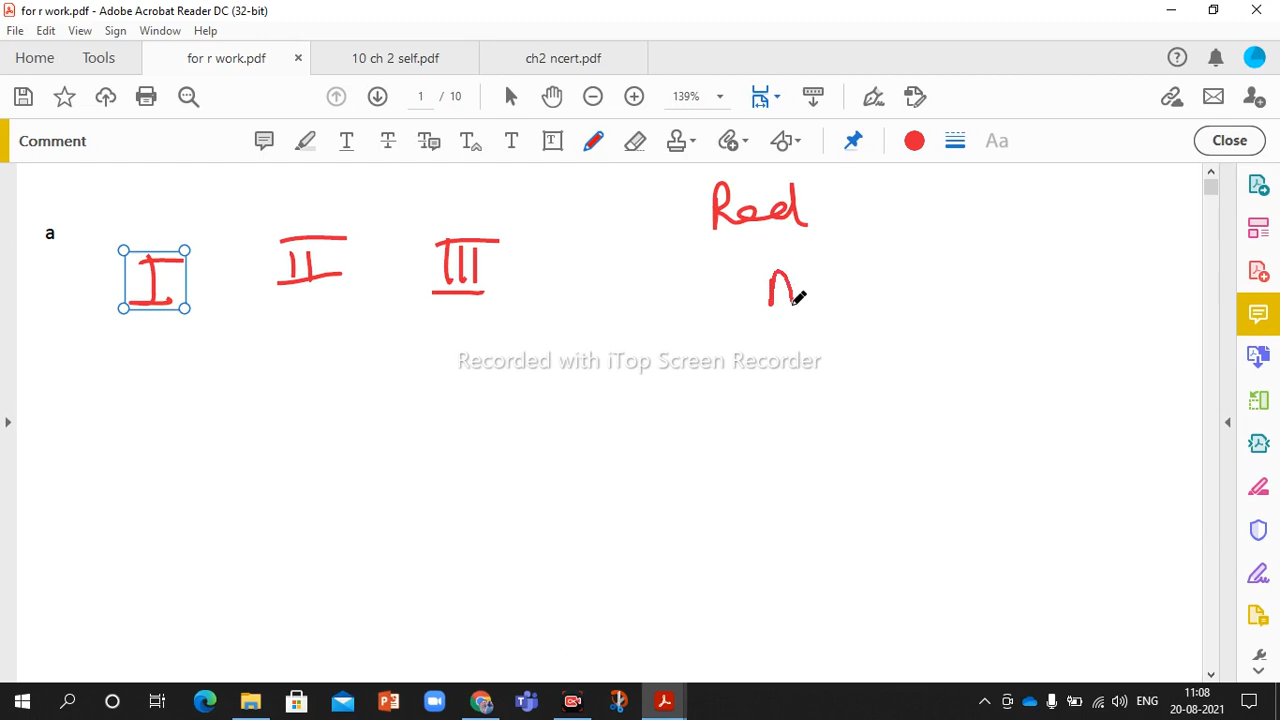 for r work.pdf - Adobe Acrobat Reader DC (32-bit)
File Edit View Sign Window Help
Home Tools for r work.pdf × 10 ch 2 self.pdf ch2 ncert.pdf
1 / 10 139%
Comment Aa Close
Read
a
I II III
Recorded with iTop Screen Recorder
ENG 11:08
20-08-2021